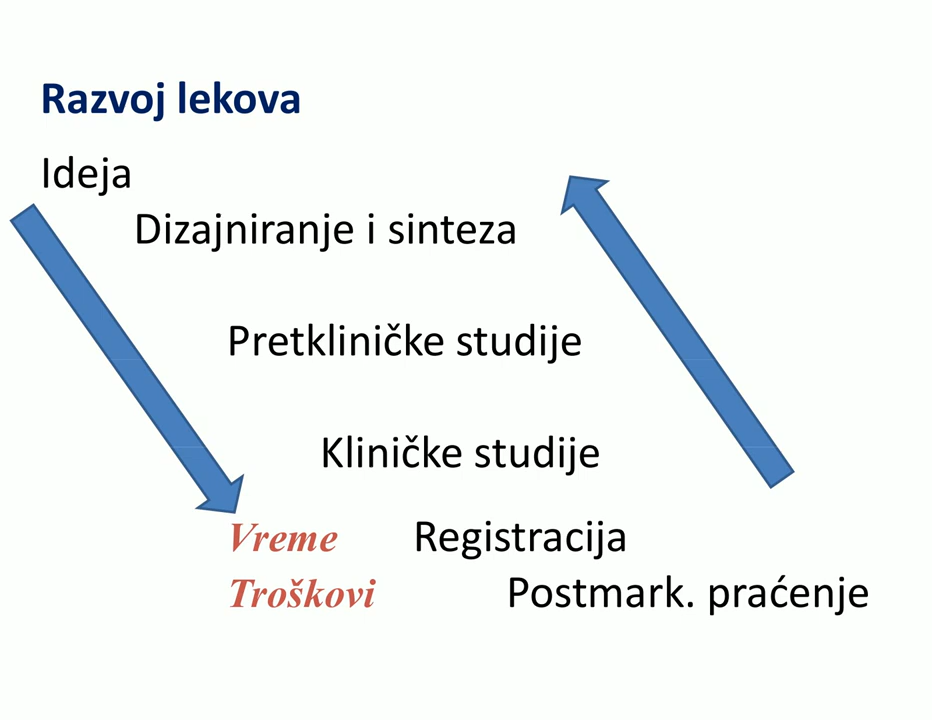 Razvoj lekova
Ideja
Dizajniranje i sinteza
Pretkliničke studije
Kliničke studije
Vreme Registracija
Troškovi Postmark. praćenje